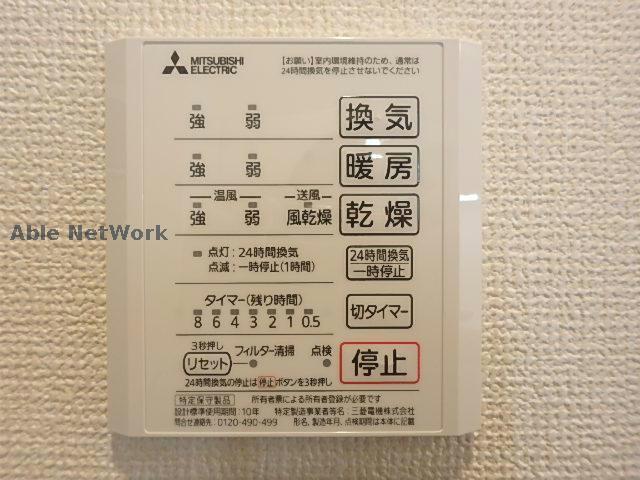 MITSUBISHI
ELECTRIC
【お願い】室内環境維持のため、通常は
24時間換気を停止させないでください
強 弱 換気
強 弱 暖房
温風 送風
強 弱 風乾燥 乾燥
点灯:24時間換気
点滅:一時停止(1時間)
24時間換気
一時停止
タイマー(残り時間)
8 6 4 3 2 1 0.5
切タイマー
3秒押し
リセット フィルター清掃 点検
停止
24時間換気の停止は停止ボタンを3秒押し
特定保守製品 所有者票による所有者登録が必要です
設計標準使用期間:10年 特定製造事業者等名:三菱電機株式会社
問合せ連絡先:0120-490-499 形名、製造年月、点検期間は本体に記載
Able NetWork